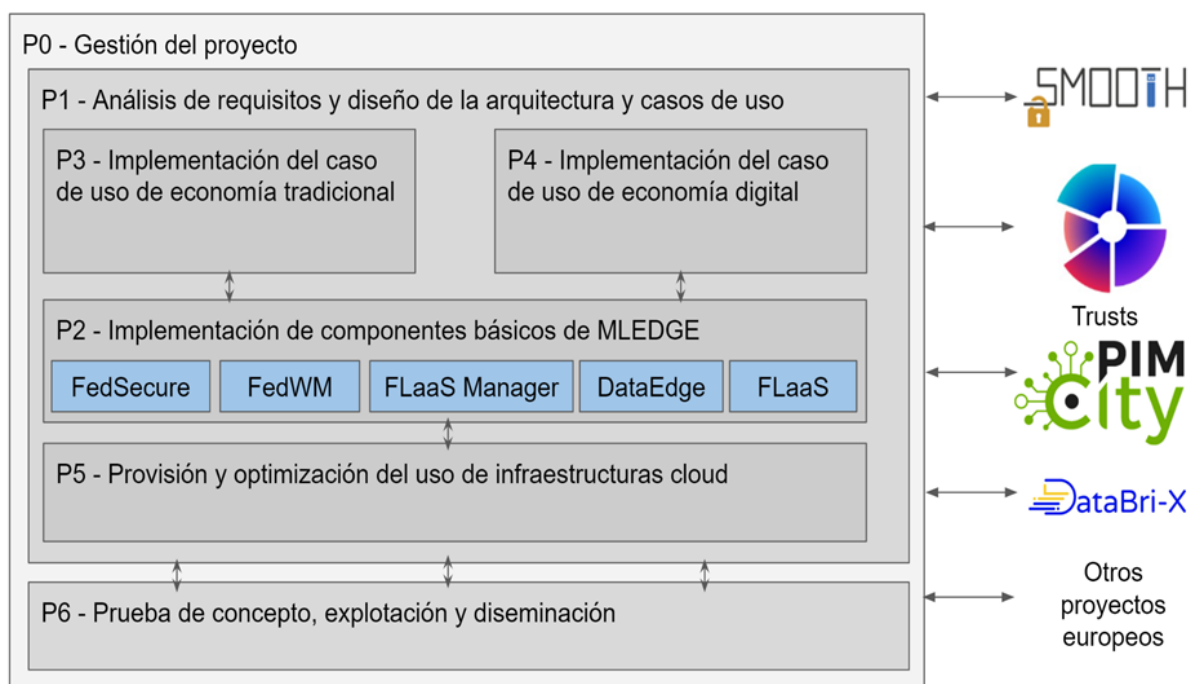 P0 - Gestión del proyecto
P1 - Análisis de requisitos y diseño de la arquitectura y casos de uso
P3 - Implementación del caso
de uso de economía tradicional
P4 - Implementación del caso
de uso de economía digital
P2 - Implementación de componentes básicos de MLEDGE
FedSecure
FedWM
FLaaS Manager
DataEdge
FLaaS
P5 - Provisión y optimización del uso de infraestructuras cloud
P6 - Prueba de concepto, explotación y diseminación
SMOOTH
Trusts
PIM
City
DataBri-X
Otros
proyectos
europeos